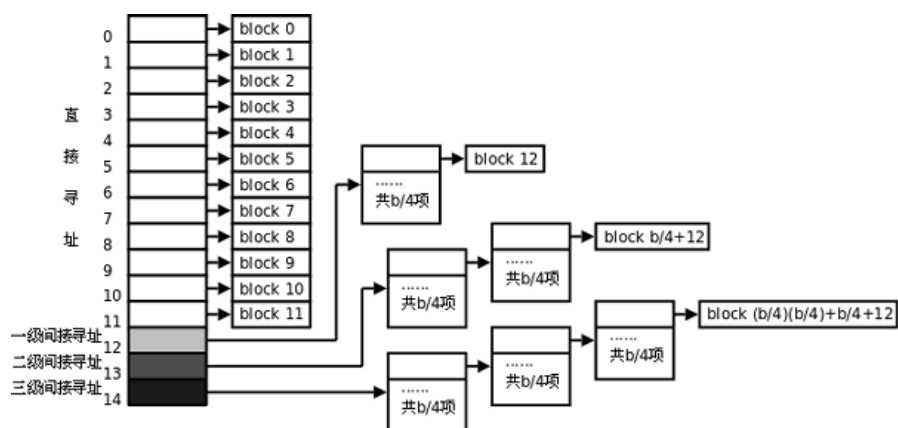 0
block 0
1
block 1
2
block 2
3
block 3
4
block 4
5
block 5
6
block 6
7
block 7
8
block 8
9
block 9
10
block 10
11
block 11
直接寻址
一级间接寻址
12
二级间接寻址
13
三级间接寻址
14
......
共b/4项
block 12
......
共b/4项
......
共b/4项
block b/4+12
......
共b/4项
......
共b/4项
......
共b/4项
block (b/4)(b/4)+b/4+12